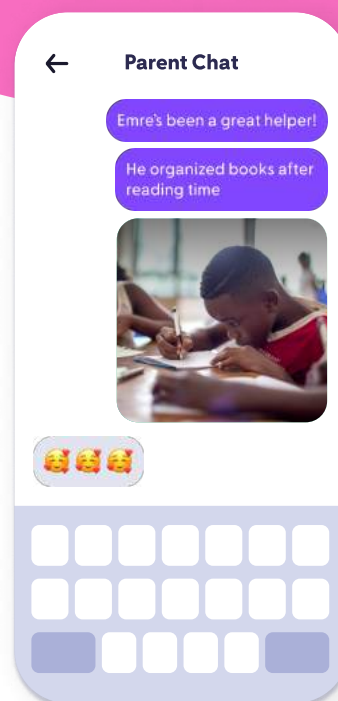 Parent Chat
Emre's been a great helper!
He organized books after
reading time
🥰🥰🥰